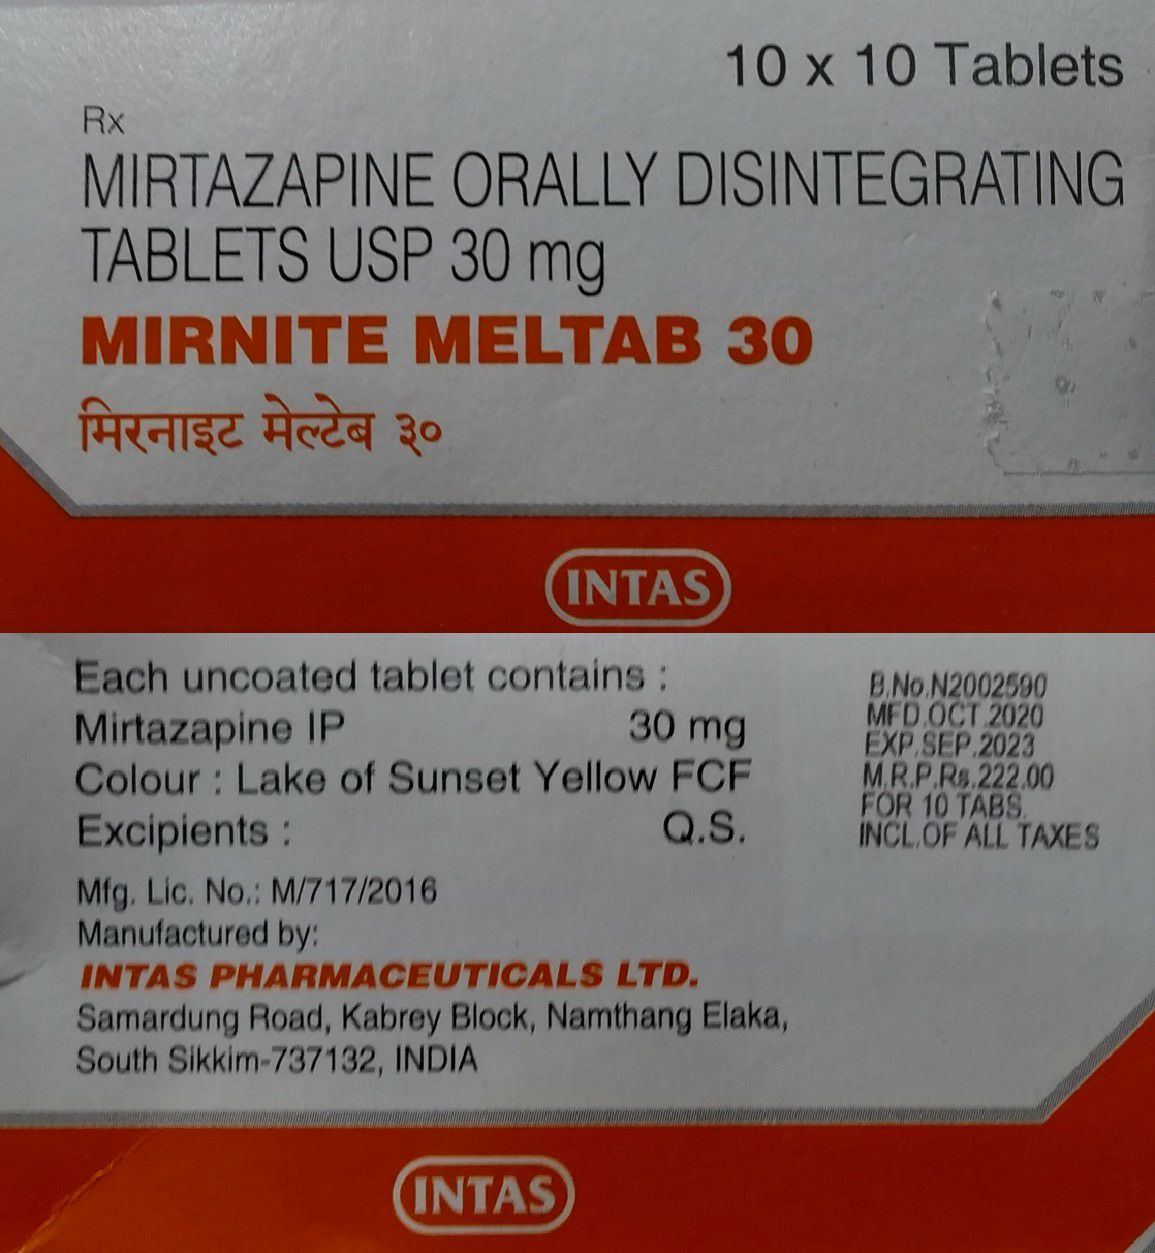 10 x 10 Tablets
Rx
MIRTAZAPINE ORALLY DISINTEGRATING
TABLETS USP 30 mg
MIRNITE MELTAB 30
मिरनाइट मेल्टेब ३०
INTAS
Each uncoated tablet contains :
Mirtazapine IP 30 mg
Colour : Lake of Sunset Yellow FCF
Excipients : Q.S.
B.No.N2002590
MFD.OCT.2020
EXP.SEP.2023
M.R.P.Rs.222.00
FOR 10 TABS.
INCL.OF ALL TAXES
Mfg. Lic. No.: M/717/2016
Manufactured by:
INTAS PHARMACEUTICALS LTD.
Samardung Road, Kabrey Block, Namthang Elaka,
South Sikkim-737132, INDIA
INTAS